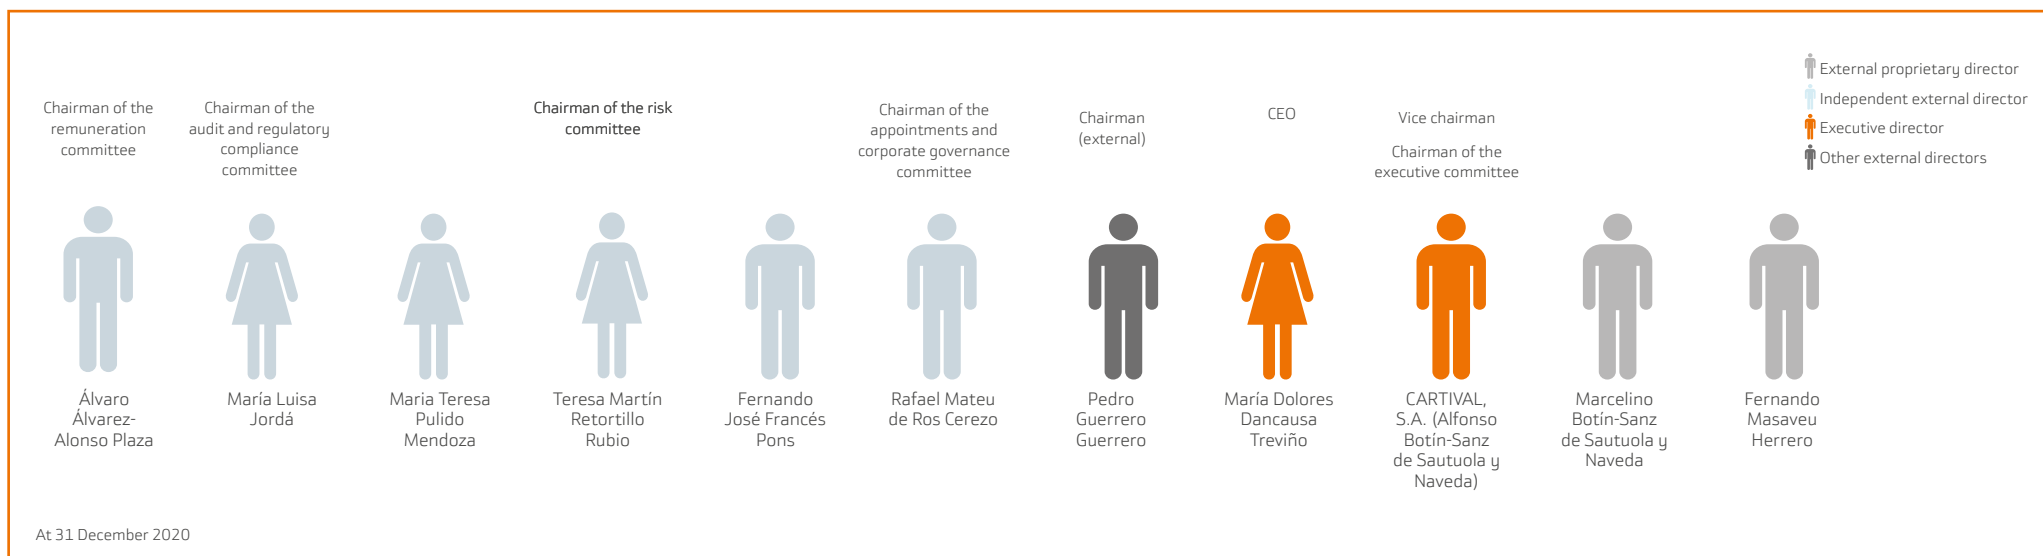 External proprietary director
Independent external director
Executive director
Other external directors
Chairman of the
remuneration
committee
Chairman of the
audit and regulatory
compliance
committee
Chairman of the risk
committee
Chairman of the
appointments and
corporate governance
committee
Chairman
(external)
CEO
Vice chairman
Chairman of the
executive committee
Álvaro
Álvarez-
Alonso Plaza
María Luisa
Jordá
Maria Teresa
Pulido
Mendoza
Teresa Martín
Retortillo
Rubio
Fernando
José Francés
Pons
Rafael Mateu
de Ros Cerezo
Pedro
Guerrero
Guerrero
María Dolores
Dancausa
Treviño
CARTIVAL,
S.A. (Alfonso
Botín-Sanz
de Sautuola y
Naveda)
Marcelino
Botín-Sanz
de Sautuola y
Naveda
Fernando
Masaveu
Herrero
At 31 December 2020